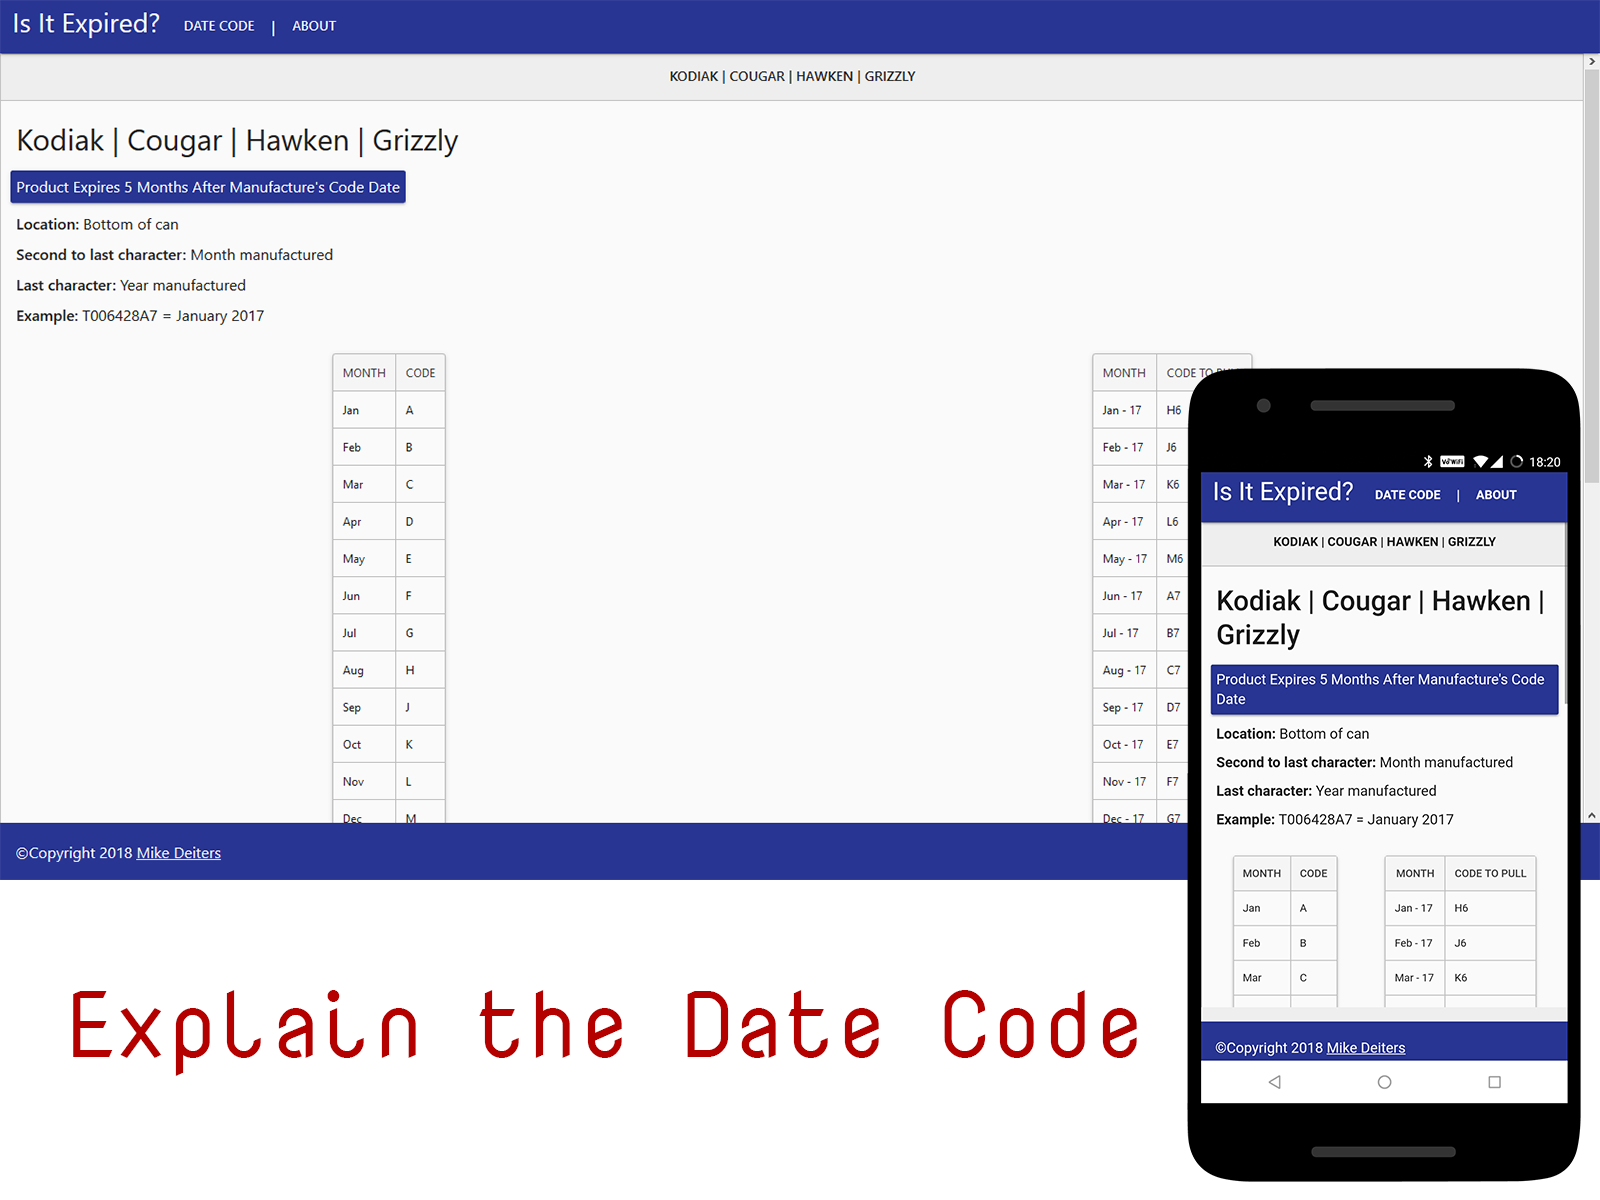 Is It Expired? DATE CODE | ABOUT
KODIAK | COUGAR | HAWKEN | GRIZZLY
Kodiak | Cougar | Hawken | Grizzly
Product Expires 5 Months After Manufacture's Code Date
Location: Bottom of can
Second to last character: Month manufactured
Last character: Year manufactured
Example: T006428A7 = January 2017
MONTH CODE
Jan A
Feb B
Mar C
Apr D
May E
Jun F
Jul G
Aug H
Sep J
Oct K
Nov L
Dec M
MONTH CODE TO
Jan - 17 H6
Feb - 17 J6
Mar - 17 K6
Apr - 17 L6
May - 17 M6
Jun - 17 A7
Jul - 17 B7
Aug - 17 C7
Sep - 17 D7
Oct - 17 E7
Nov - 17 F7
Dec - 17 G7
©Copyright 2018 Mike Deiters
Explain the Date Code
VoWiFi 18:20
Is It Expired? DATE CODE | ABOUT
KODIAK | COUGAR | HAWKEN | GRIZZLY
Kodiak | Cougar | Hawken |
Grizzly
Product Expires 5 Months After Manufacture's Code
Date
Location: Bottom of can
Second to last character: Month manufactured
Last character: Year manufactured
Example: T006428A7 = January 2017
MONTH CODE
Jan A
Feb B
Mar C
MONTH CODE TO PULL
Jan - 17 H6
Feb - 17 J6
Mar - 17 K6
©Copyright 2018 Mike Deiters